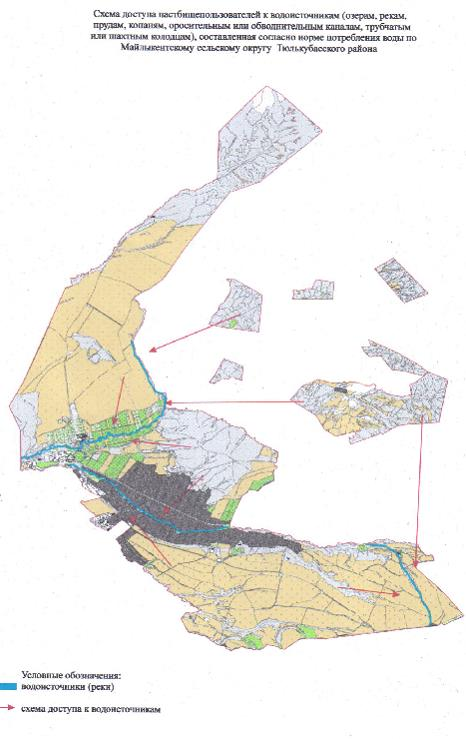 Схема доступа пастбищепользователей к водоисточникам (озерам, рекам,
прудам, копаням, оросительным или обводнительным каналам, трубчатым
или шахтным колодцам), составленная согласно норме потребления воды по
Майлыкентскому сельскому округу Тюлькубасского района
Условные обозначения:
водоисточники (реки)
схема доступа к водоисточникам